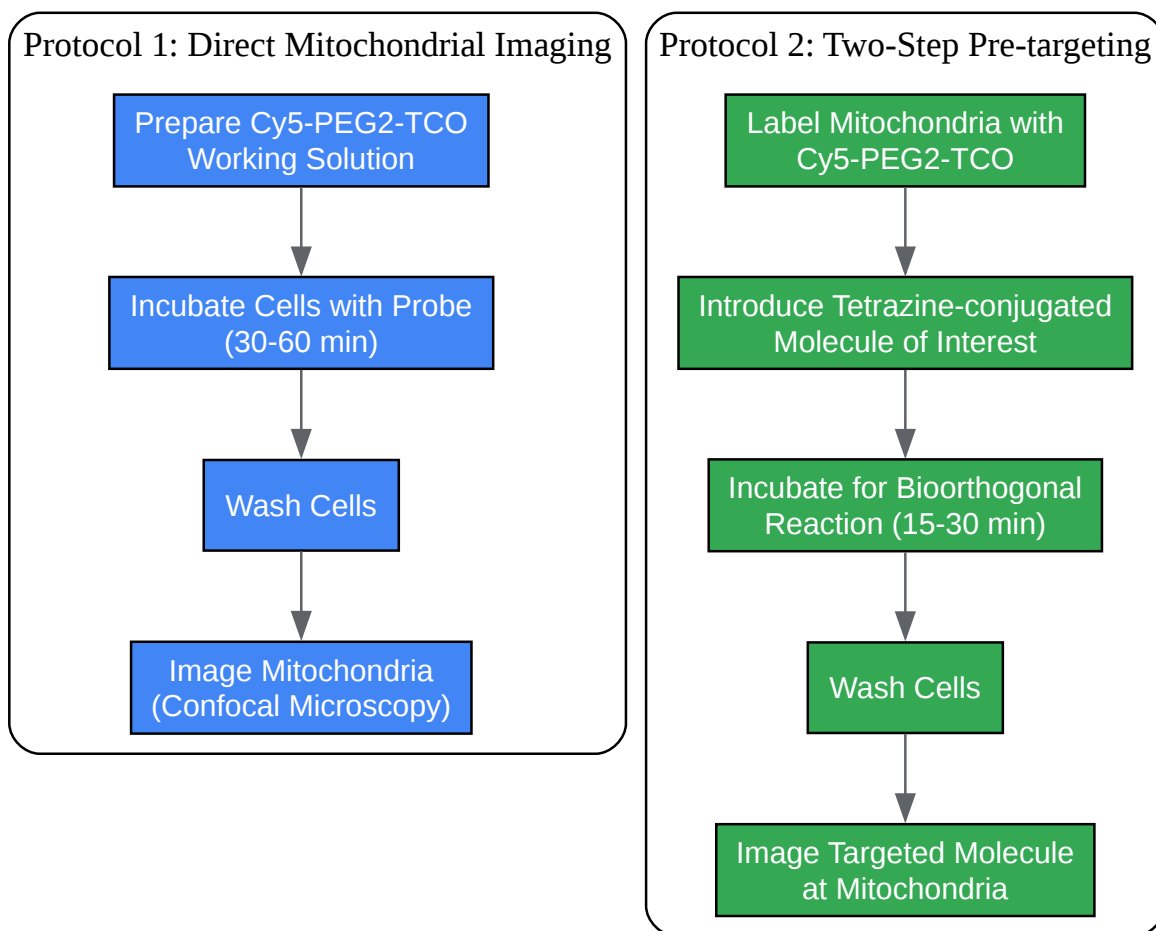 Protocol 1: Direct Mitochondrial Imaging
Prepare Cy5-PEG2-TCO
Working Solution
Incubate Cells with Probe
(30-60 min)
Wash Cells
Image Mitochondria
(Confocal Microscopy)
Protocol 2: Two-Step Pre-targeting
Label Mitochondria with
Cy5-PEG2-TCO
Introduce Tetrazine-conjugated
Molecule of Interest
Incubate for Bioorthogonal
Reaction (15-30 min)
Wash Cells
Image Targeted Molecule
at Mitochondria